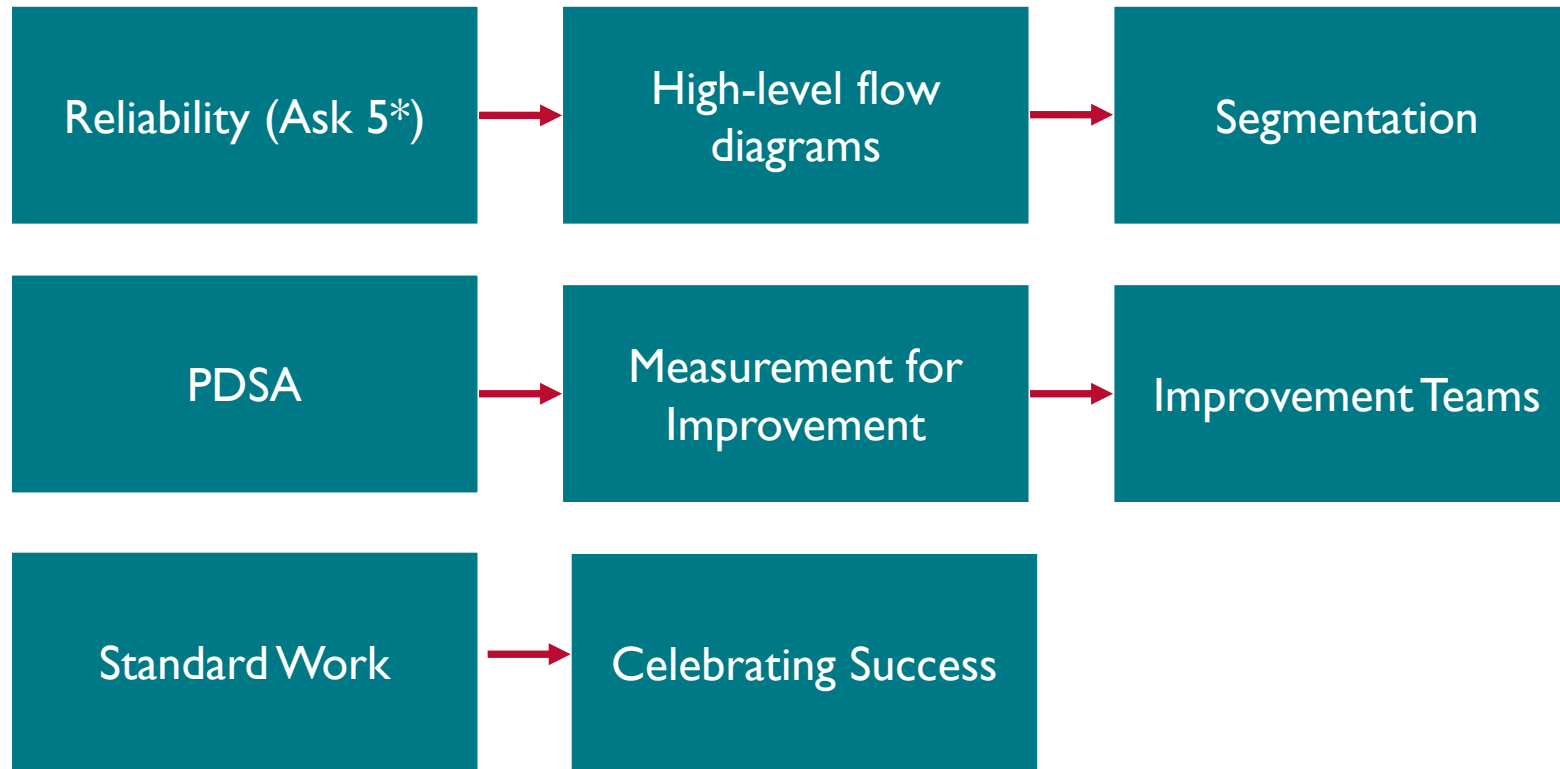 Reliability (Ask 5*)
High-level flow
diagrams
Segmentation
PDSA
Measurement for
Improvement
Improvement Teams
Standard Work
Celebrating Success